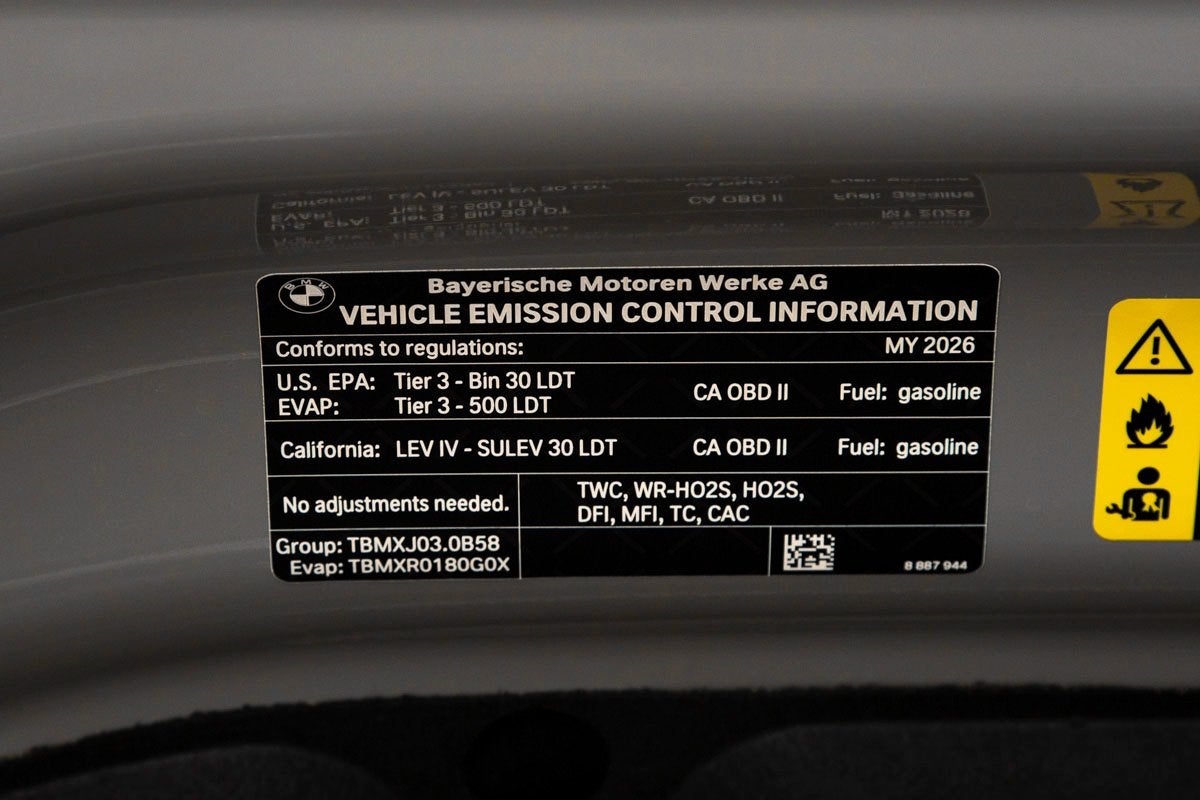 BMW
Bayerische Motoren Werke AG
VEHICLE EMISSION CONTROL INFORMATION
Conforms to regulations: MY 2026
U.S. EPA: Tier 3 - Bin 30 LDT
EVAP: Tier 3 - 500 LDT
CA OBD II Fuel: gasoline
California: LEV IV - SULEV 30 LDT CA OBD II Fuel: gasoline
No adjustments needed.
TWC, WR-HO2S, HO2S,
DFI, MFI, TC, CAC
Group: TBMXJ03.0B58
Evap: TBMXR0180G0X
8 887 944